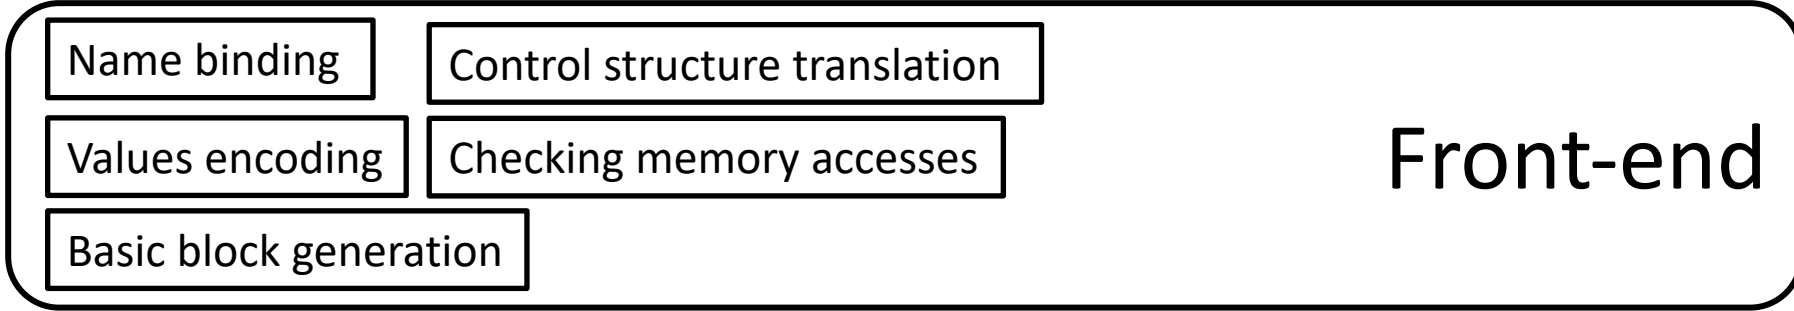 Name binding
Control structure translation
Values encoding
Checking memory accesses
Basic block generation
Front-end